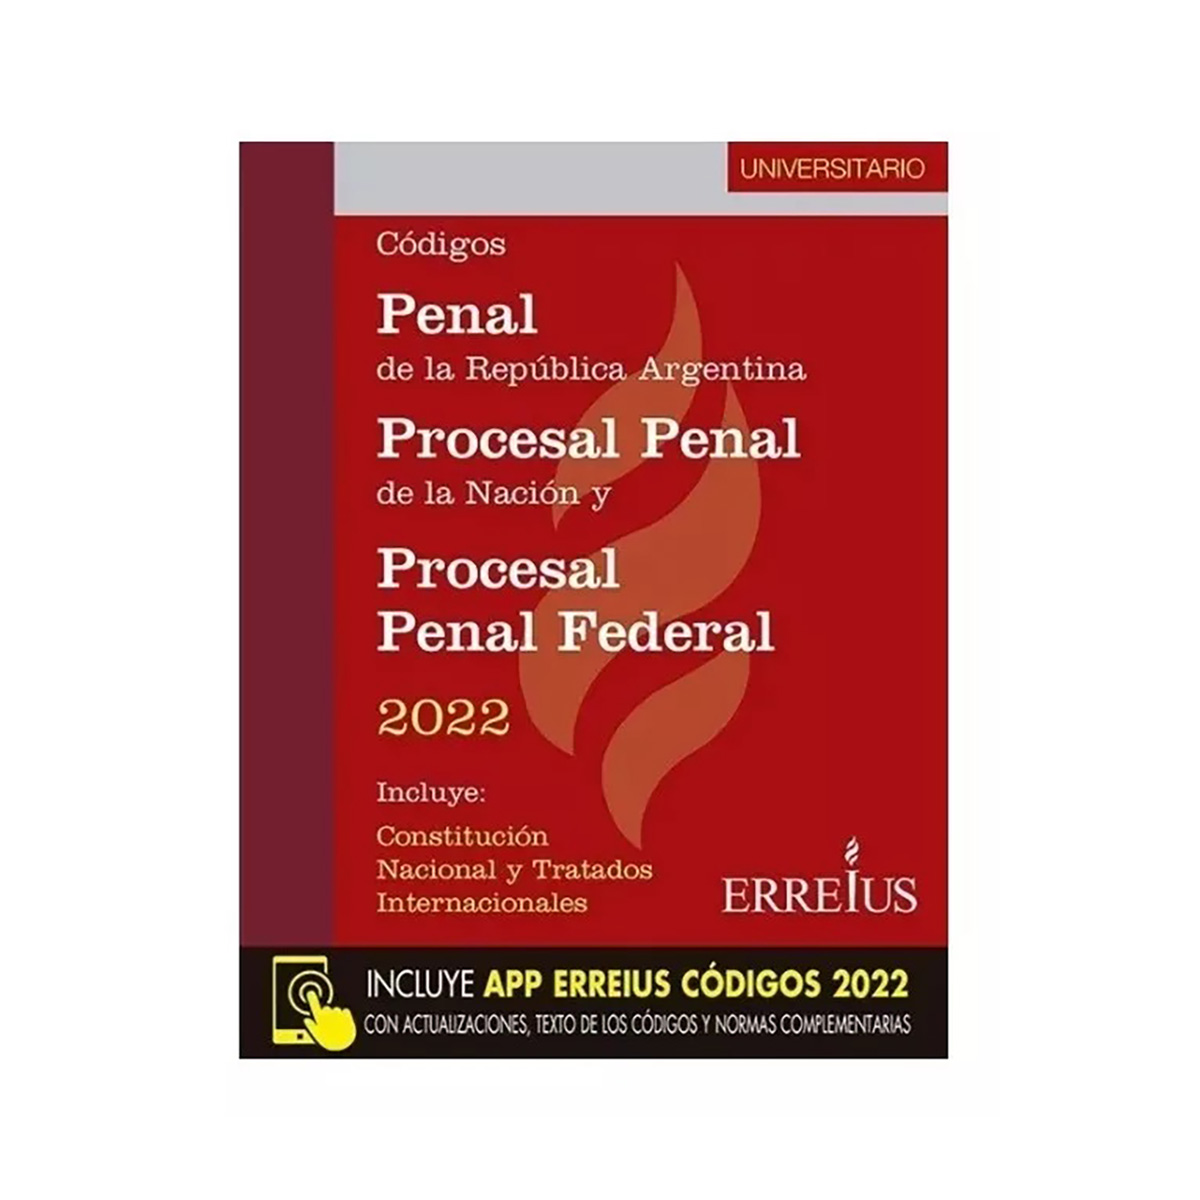 UNIVERSITARIO
Códigos
Penal
de la República Argentina
Procesal Penal
de la Nación y
Procesal
Penal Federal
2022
Incluye:
Constitución
Nacional y Tratados
Internacionales
ERREIUS
INCLUYE APP ERREIUS CÓDIGOS 2022
CON ACTUALIZACIONES, TEXTO DE LOS CÓDIGOS Y NORMAS COMPLEMENTARIAS